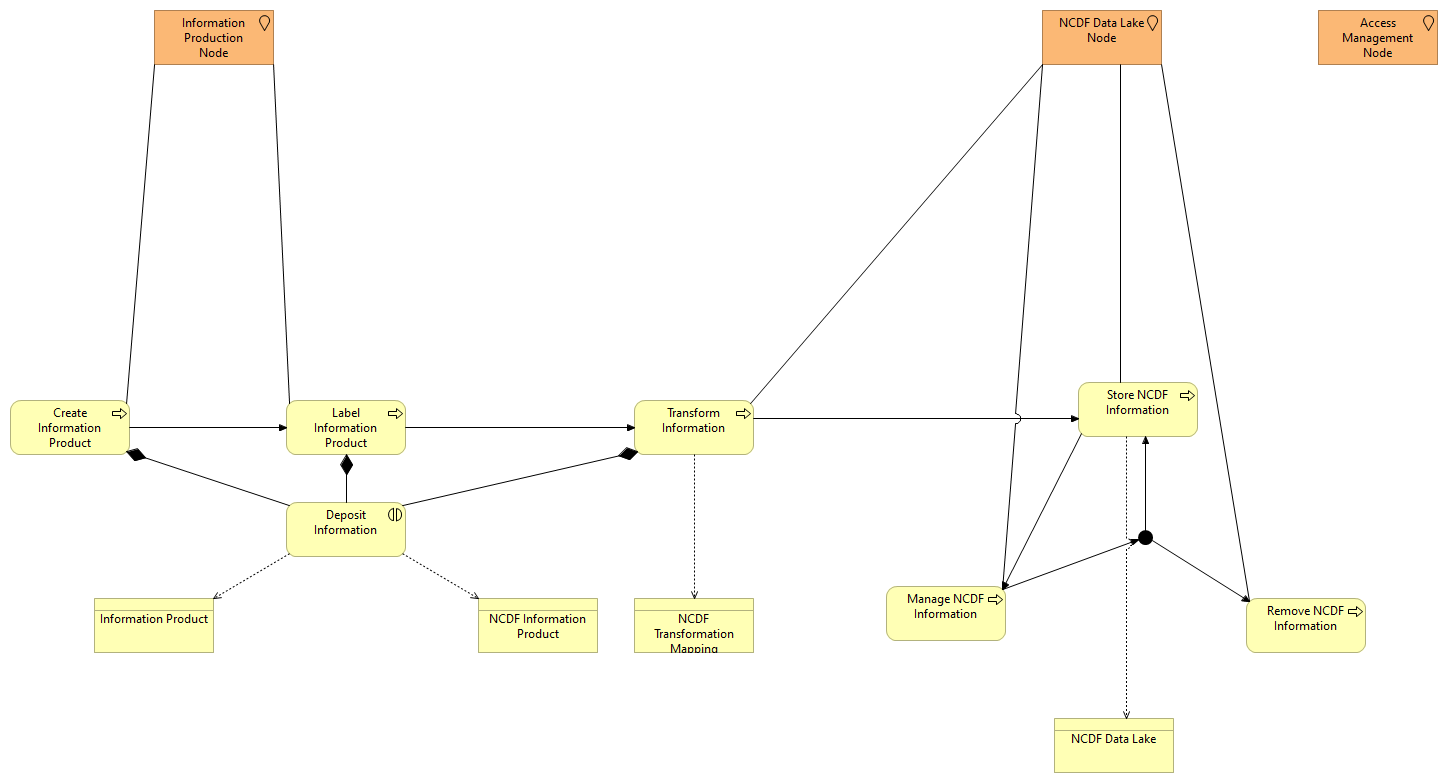 Information
Production
Node
NCDF Data Lake
Node
Access
Management
Node
Create
Information
Product
Label
Information
Product
Transform
Information
Store NCDF
Information
Deposit
Information
Information Product
NCDF Information
Product
NCDF
Transformation
Mapping
Manage NCDF
Information
Remove NCDF
Information
NCDF Data Lake